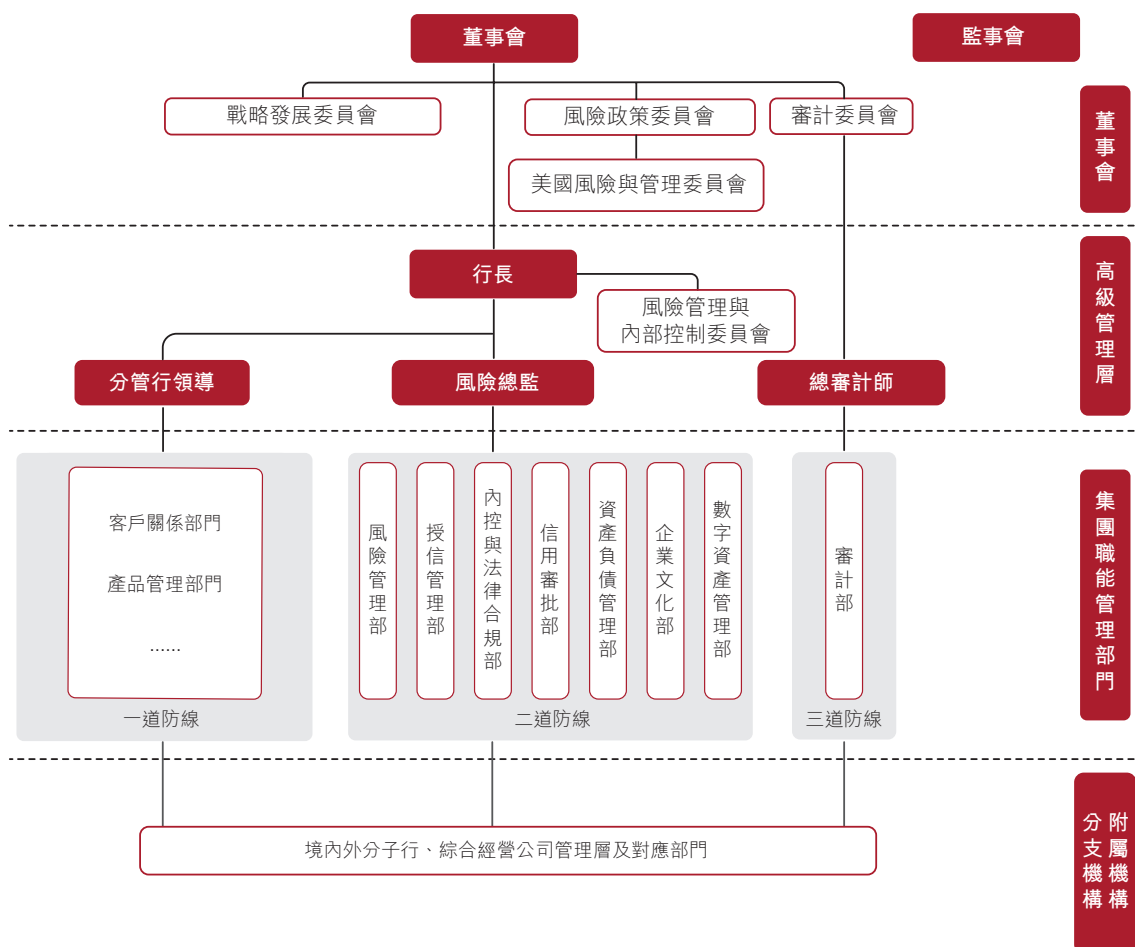 董事會
監事會
戰略發展委員會
風險政策委員會
審計委員會
美國風險與管理委員會
董事會
行長
風險管理與
內部控制委員會
分管行領導
風險總監
總審計師
高級管理層
客戶關係部門
產品管理部門
......
一道防線
風險管理部
授信管理部
內控與法律合規部
信用審批部
資產負債管理部
企業文化部
數字資產管理部
二道防線
審計部
三道防線
集團職能管理部門
境內外分子行、綜合經營公司管理層及對應部門
附屬機構
分支機構